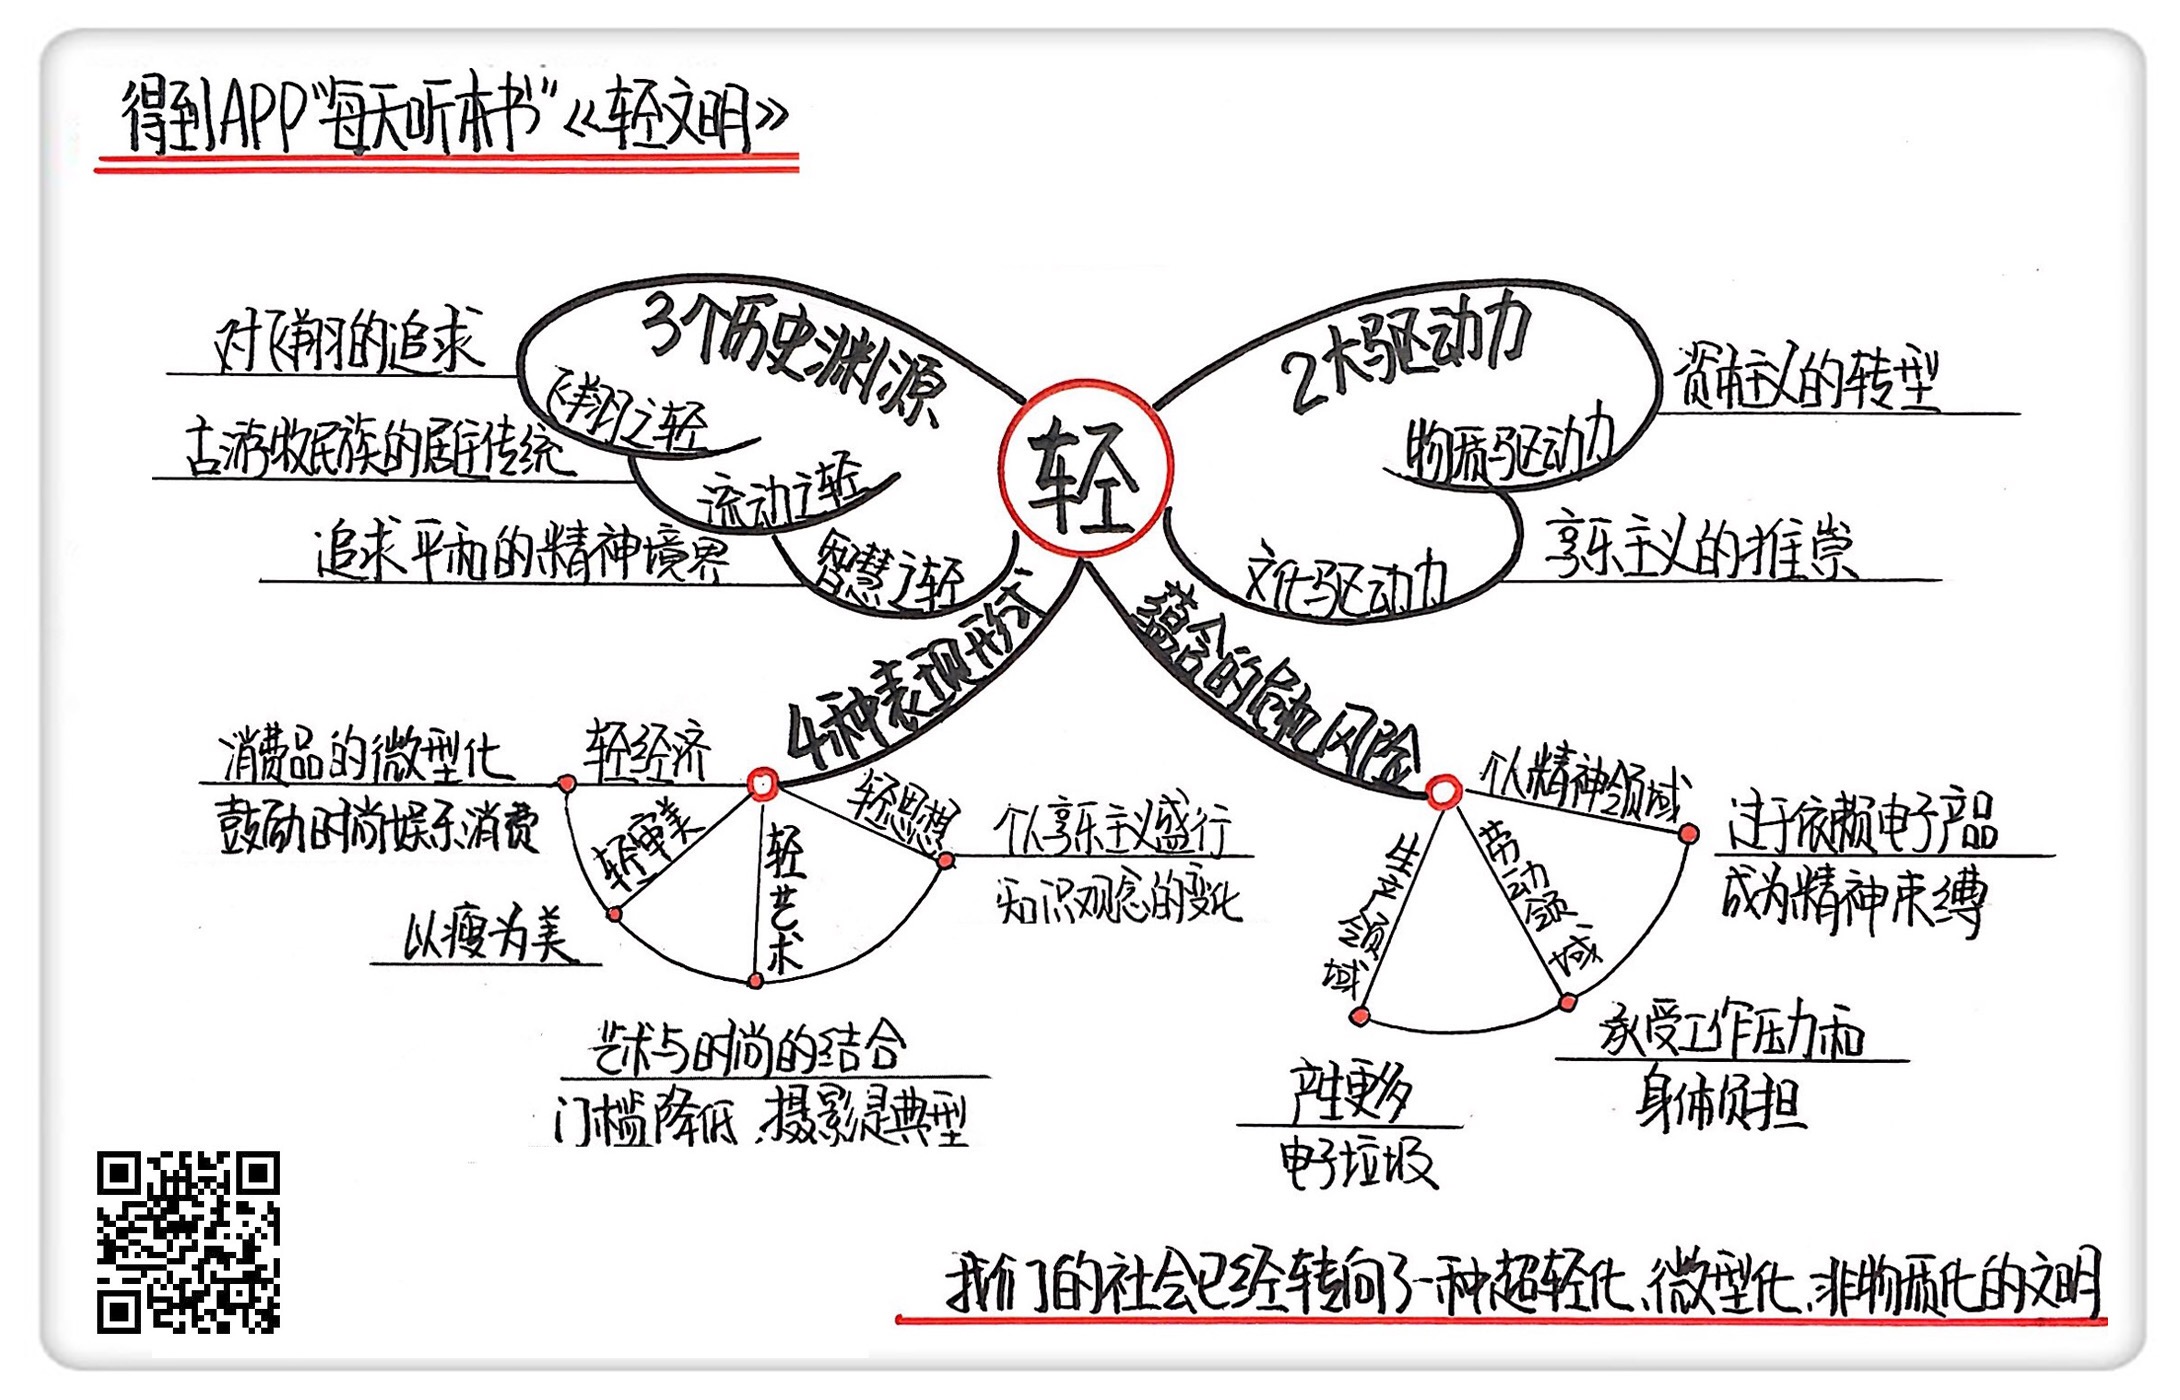 得到APP“每天听本书”《轻文明》
轻
3个历史渊源
飞翔之轻
对飞翔的追求
流动之轻
古游牧民族的居住传统
智慧之轻
追求平和的精神境界
2大驱动力
物质驱动力
资本主义的转型
文化驱动力
享乐主义的推崇
4种表现形式
轻经济
消费品的微型化
鼓励时尚娱乐消费
轻审美
以瘦为美
轻艺术
艺术与时尚的结合
门槛降低、摄影是典型
轻思想
个人享乐主义盛行
知识观念的变化
蕴含的危机风险
个人精神领域
过于依赖电子产品
成为精神束缚
劳动领域
承受工作压力和
身体负担
生产领域
产生更多
电子垃圾
我们的社会已经转向了一种超轻化、微型化、非物质化的文明